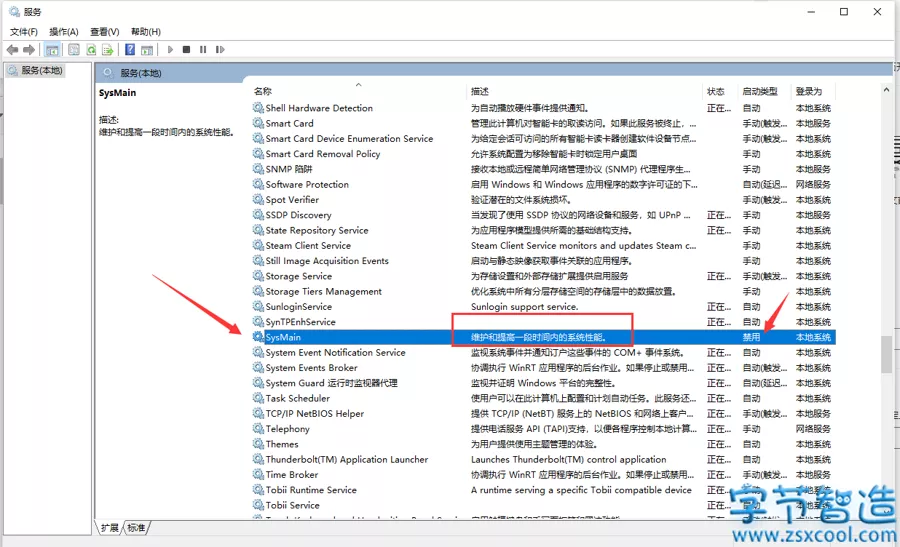 服务
文件(F) 操作(A) 查看(V) 帮助(H)
服务(本地)
服务(本地)
SysMain
描述:
维护和提高一段时间内的系统性能。
名称 描述 状态 启动类型 登录为
Shell Hardware Detection 为自动播放硬件事件提供通知。 正在... 自动 本地系统
Smart Card 管理此计算机对智能卡的取读访问。如果此服务被终止，... 手动(触发... 本地服务
Smart Card Device Enumeration Service 为给定会话可访问的所有智能卡读卡器创建软件设备节点... 手动(触发... 本地系统
Smart Card Removal Policy 允许系统配置为移除智能卡时锁定用户桌面 手动 本地系统
SNMP 陷阱 接收本地或远程简单网络管理协议 (SNMP) 代理程序生... 手动 本地服务
Software Protection 启用 Windows 和 Windows 应用程序的数字许可证的下... 自动(延迟... 网络服务
Spot Verifier 验证潜在的文件系统损坏。 手动(触发... 本地系统
SSDP Discovery 当发现了使用 SSDP 协议的网络设备和服务，如 UPnP ... 正在... 手动 本地服务
State Repository Service 为应用程序模型提供所需的基础结构支持。 正在... 手动 本地系统
Steam Client Service Steam Client Service monitors and updates Steam c... 手动 本地系统
Still Image Acquisition Events 启动与静态映像获取事件关联的应用程序。 手动 本地系统
Storage Service 为存储设置和外部存储扩展提供启用服务 正在... 手动(触发... 本地系统
Storage Tiers Management 优化系统中所有分层存储空间的存储层中的数据放置。 手动 本地系统
SunloginService Sunlogin support service. 正在... 自动 本地系统
SynTPEnhService 正在... 自动 本地系统
SysMain 维护和提高一段时间内的系统性能。 禁用 本地系统
System Event Notification Service 监视系统事件并通知订户这些事件的 COM+ 事件系统。 正在... 自动 本地系统
System Events Broker 协调执行 WinRT 应用程序的后台作业。如果停止或禁用... 正在... 自动(触发... 本地系统
System Guard 运行时监视器代理 监视并证明 Windows 平台的完整性。 正在... 自动(延迟... 本地系统
Task Scheduler 使用户可以在此计算机上配置和计划自动任务。此服务还... 正在... 自动 本地系统
TCP/IP NetBIOS Helper 提供 TCP/IP (NetBT) 服务上的 NetBIOS 和网络上客户... 正在... 手动(触发... 本地服务
Telephony 提供电话服务 API (TAPI)支持，以便各程序控制本地计算... 正在... 手动 网络服务
Themes 为用户提供使用主题管理的体验。 正在... 自动 本地系统
Thunderbolt(TM) Application Launcher Launches Thunderbolt(TM) control application 正在... 自动 本地系统
Time Broker 协调执行 WinRT 应用程序的后台作业。如果停止或禁用... 正在... 手动(触发... 本地服务
Tobii Runtime Service A runtime serving a specific Tobii compatible device 正在... 自动
Tobii Service 正在... 自动
扩展 标准
字节智造
www.zsxcool.com